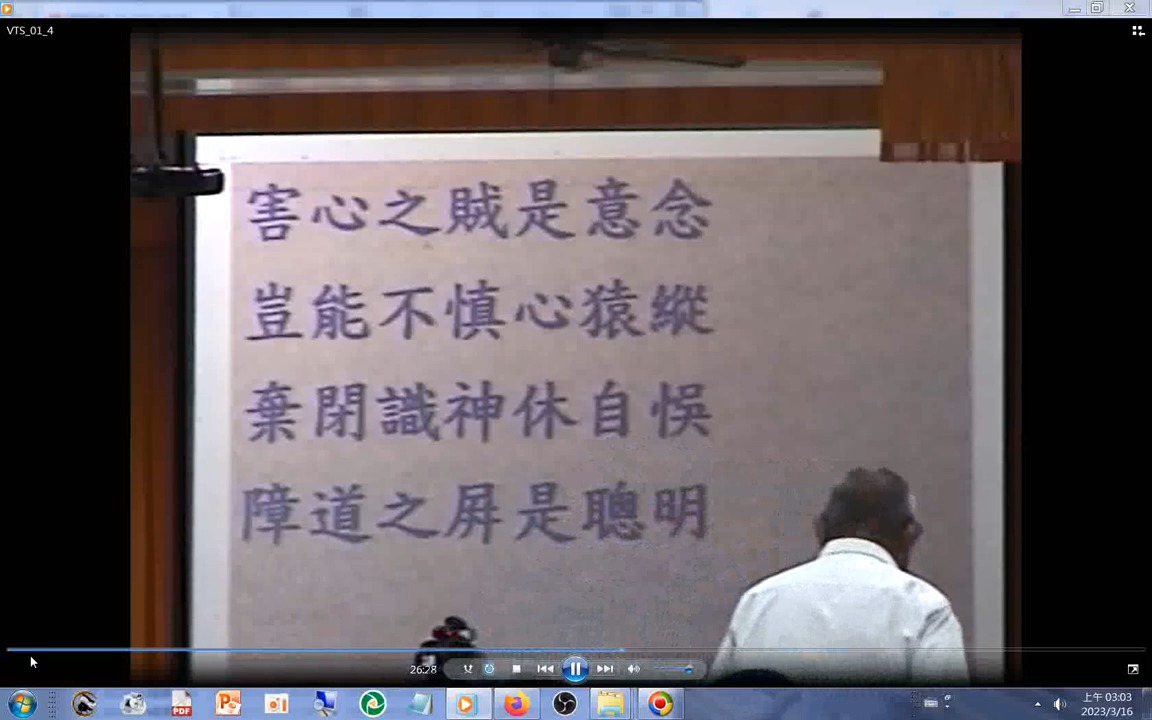 VTS_01_4
害心之賊是意念
豈能不慎心猿縱
棄閉識神休自悞
障道之屏是聰明
26:28
PDF
上午 03:03
2023/3/16